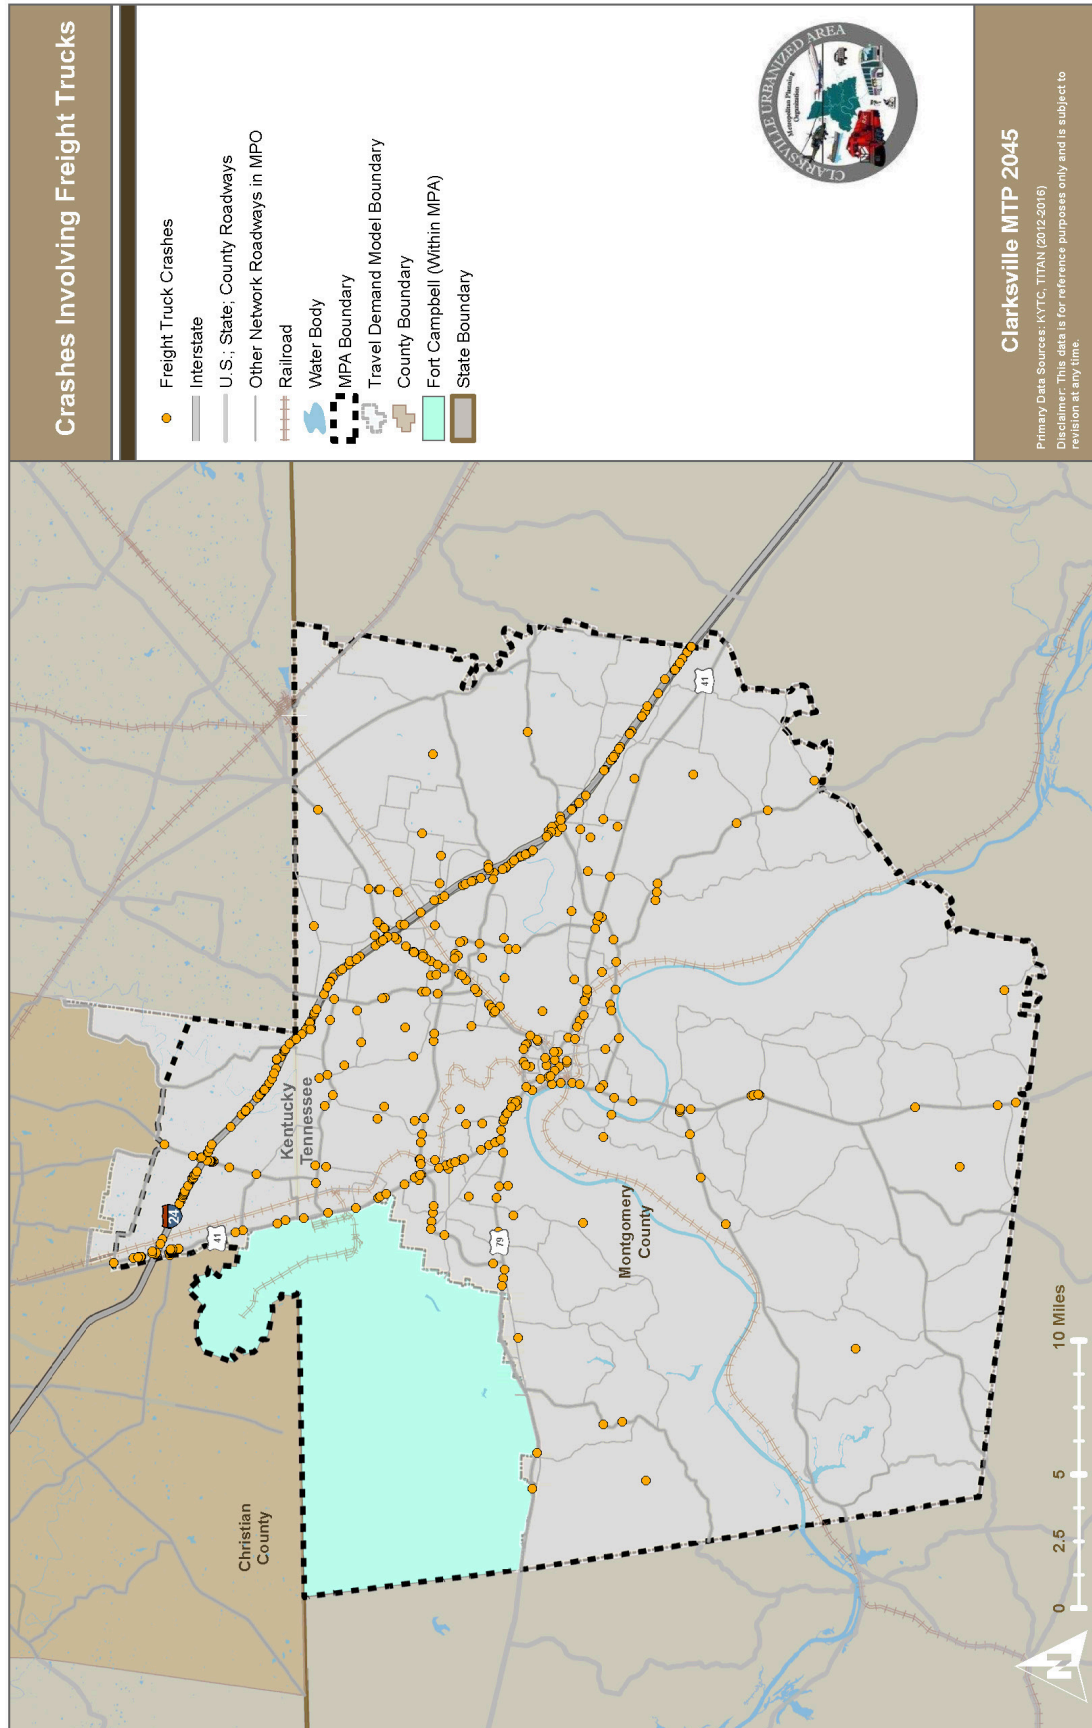 Crashes Involving Freight Trucks
Freight Truck Crashes
Interstate
U.S.; State; County Roadways
Other Network Roadways in MPO
Railroad
Water Body
MPA Boundary
Travel Demand Model Boundary
County Boundary
Fort Campbell (Within MPA)
State Boundary
CLARKSVILLE URBANIZED AREA
Metropolitan Planning
Organization
Clarksville MTP 2045
Primary Data Sources: KYTC, TITAN (2012-2016)
Disclaimer: This data is for reference purposes only and is subject to
revision at any time.
Christian
County
24
41
Kentucky
Tennessee
79
Montgomery
County
41
N
0 2.5 5 10 Miles